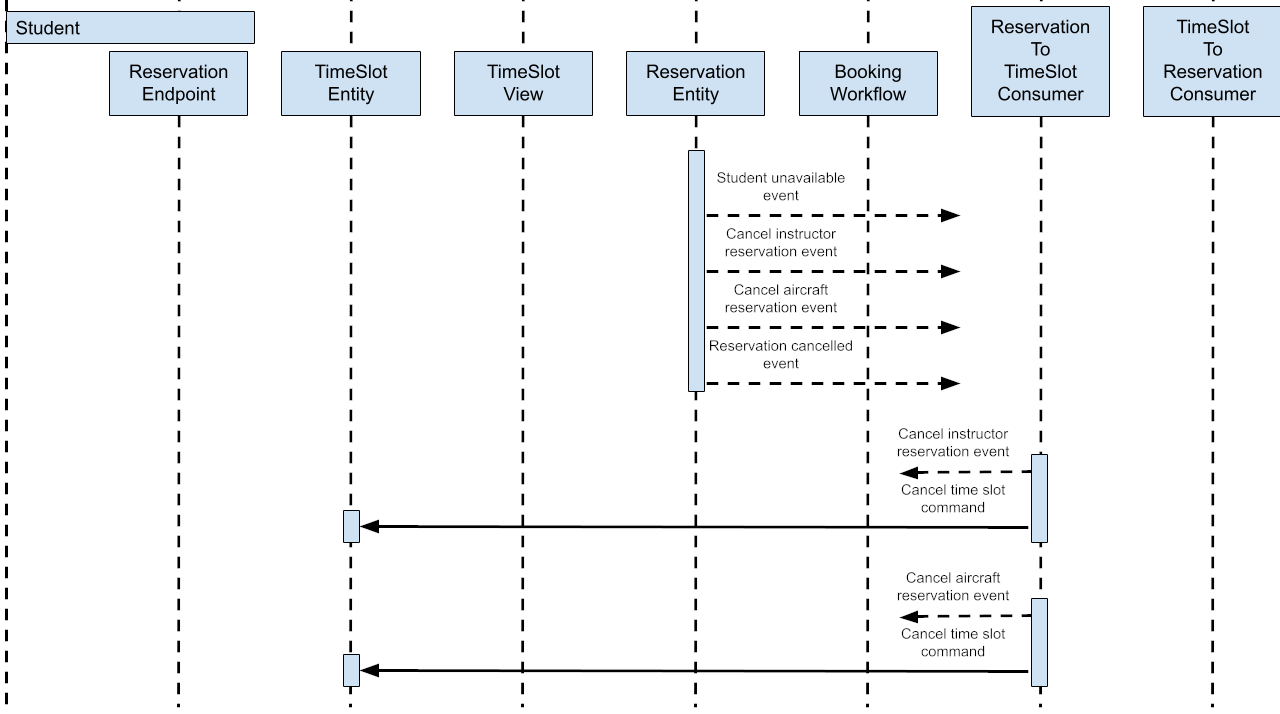 Student
Reservation
Endpoint
TimeSlot
Entity
TimeSlot
View
Reservation
Entity
Booking
Workflow
Reservation
To
TimeSlot
Consumer
TimeSlot
To
Reservation
Consumer
Student unavailable
event
Cancel instructor
reservation event
Cancel aircraft
reservation event
Reservation cancelled
event
Cancel instructor
reservation event
Cancel time slot
command
Cancel aircraft
reservation event
Cancel time slot
command